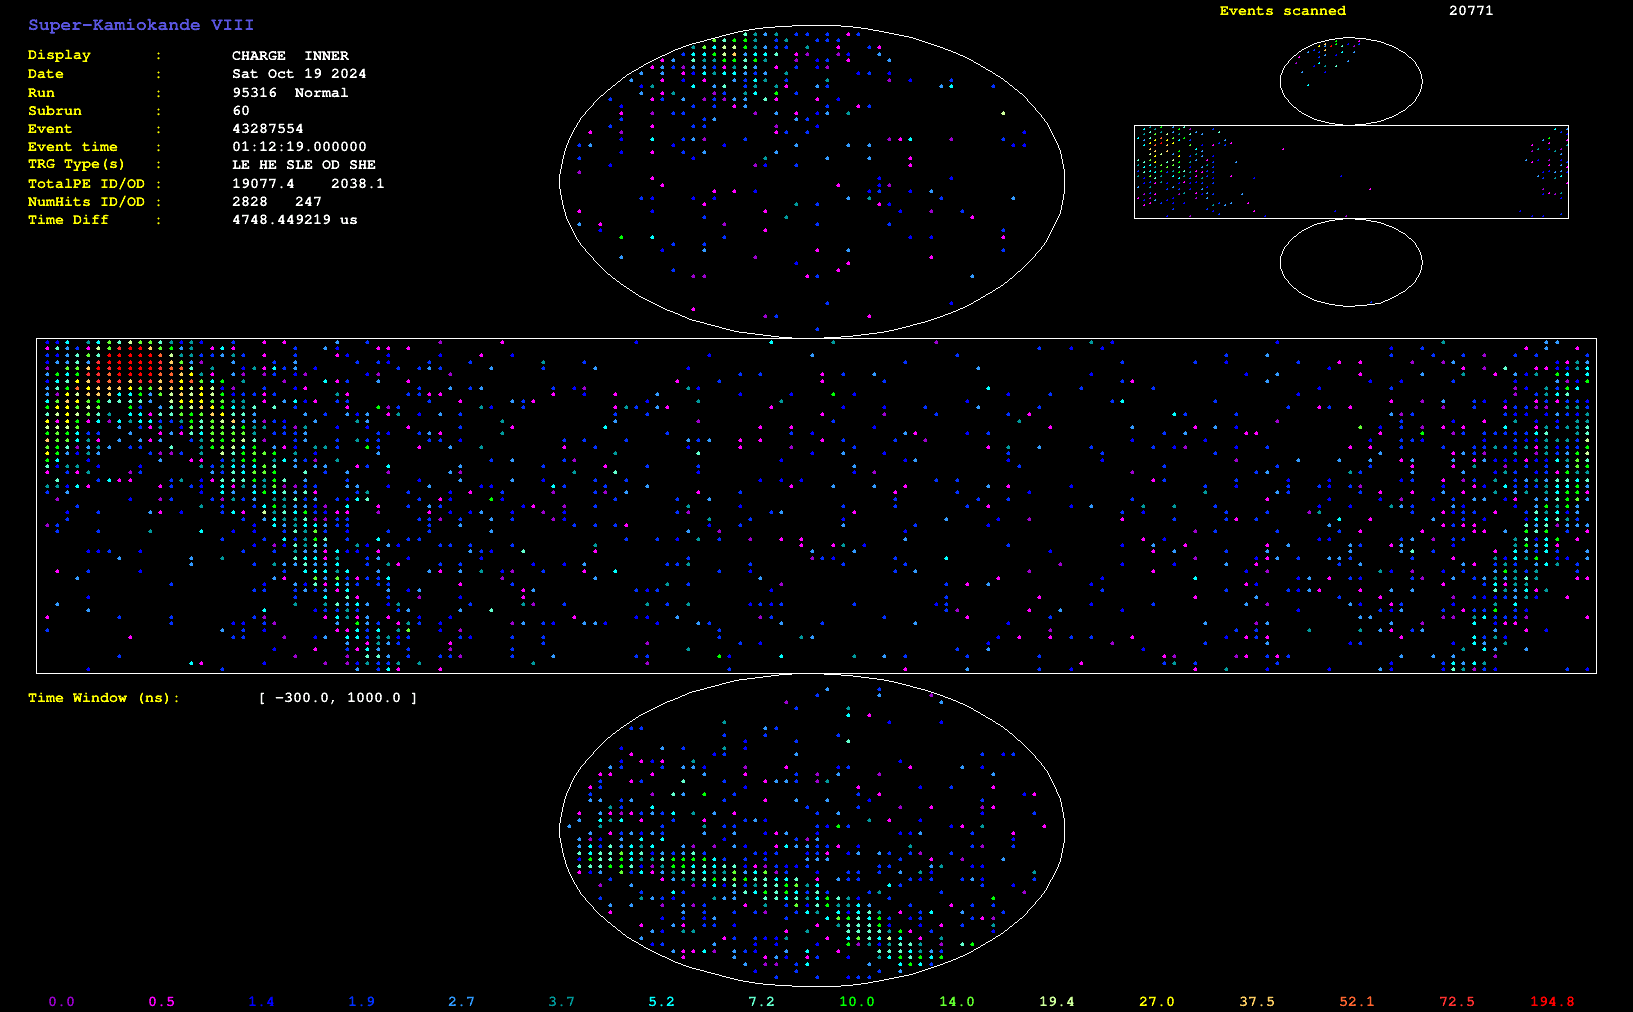 Super-Kamiokande VIII
Events scanned 20771
Display : CHARGE INNER
Date : Sat Oct 19 2024
Run : 95316 Normal
Subrun : 60
Event : 43287554
Event time : 01:12:19.000000
TRG Type(s) : LE HE SLE OD SHE
TotalPE ID/OD : 19077.4 2038.1
NumHits ID/OD : 2828 247
Time Diff : 4748.449219 us
Time Window (ns): [ -300.0, 1000.0 ]
0.0 0.5 1.4 1.9 2.7 3.7 5.2 7.2 10.0 14.0 19.4 27.0 37.5 52.1 72.5 194.8